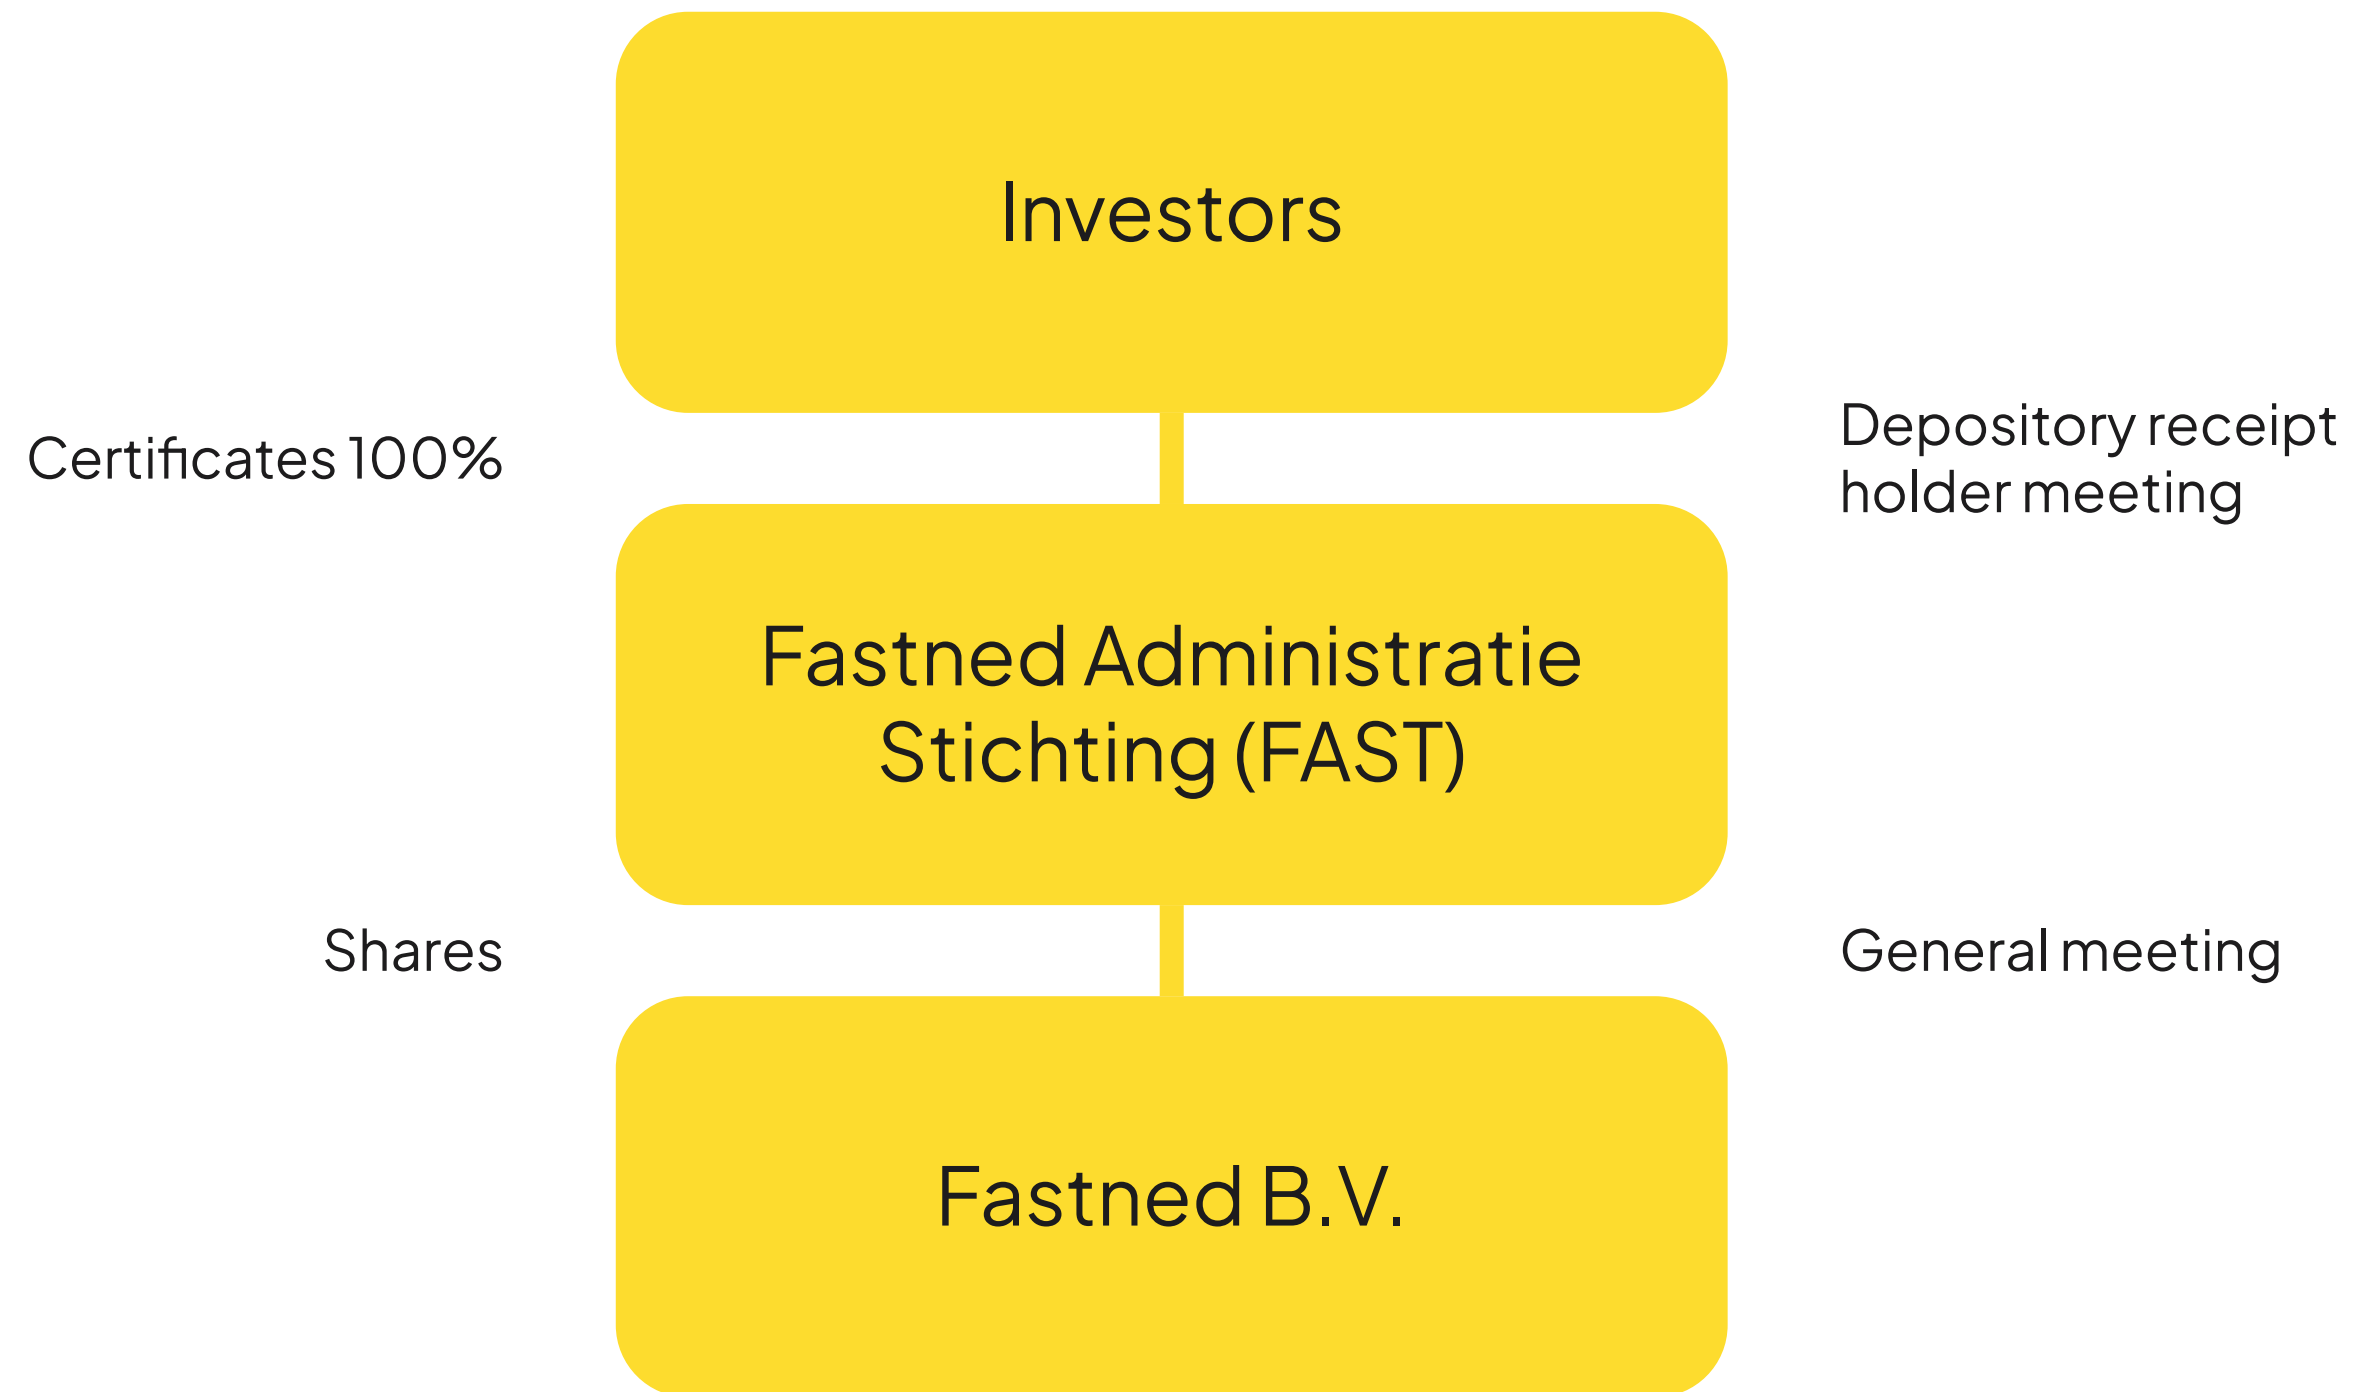 Investors
Certificates 100%
Depository receipt
holder meeting
Fastned Administratie
Stichting (FAST)
Shares
General meeting
Fastned B.V.